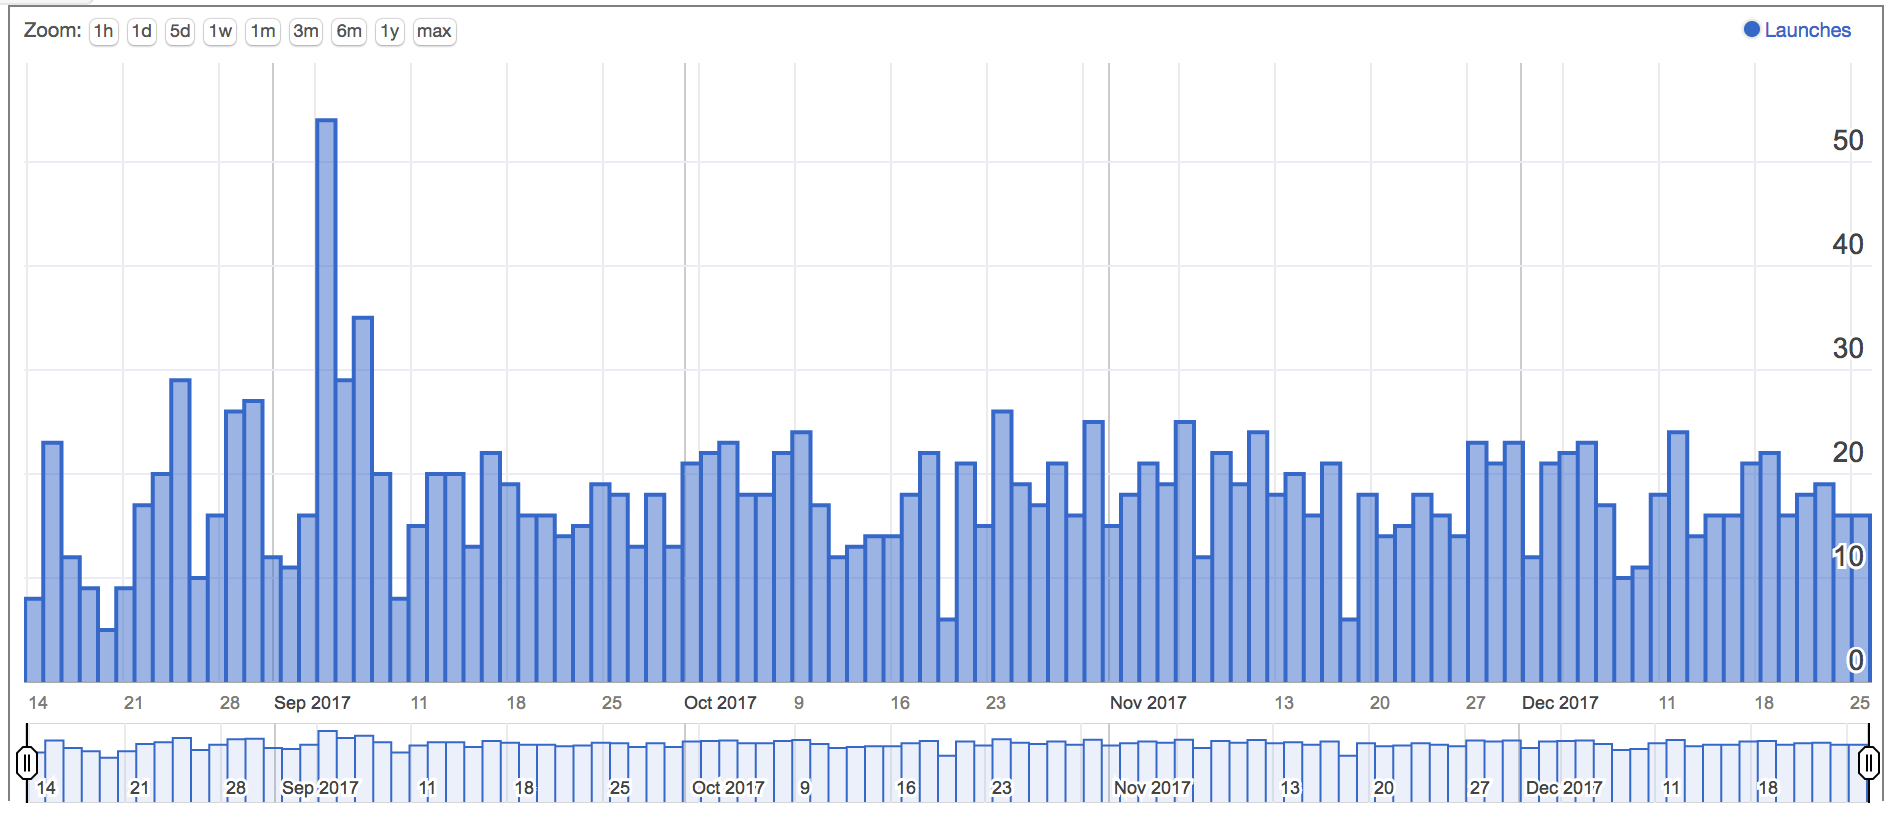 Zoom: 1h 1d 5d 1w 1m 3m 6m 1y max
Launches
50
40
30
20
10
0
14 21 28 Sep 2017 11 18 25 Oct 2017 9 16 23 Nov 2017 13 20 27 Dec 2017 11 18 25
14 21 28 Sep 2017 11 18 25 Oct 2017 9 16 23 Nov 2017 13 20 27 Dec 2017 11 18